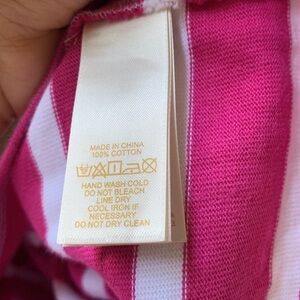 MADE IN CHINA
100% COTTON
HAND WASH COLD
DO NOT BLEACH
LINE DRY
COOL IRON IF
NECESSARY
DO NOT DRY CLEAN